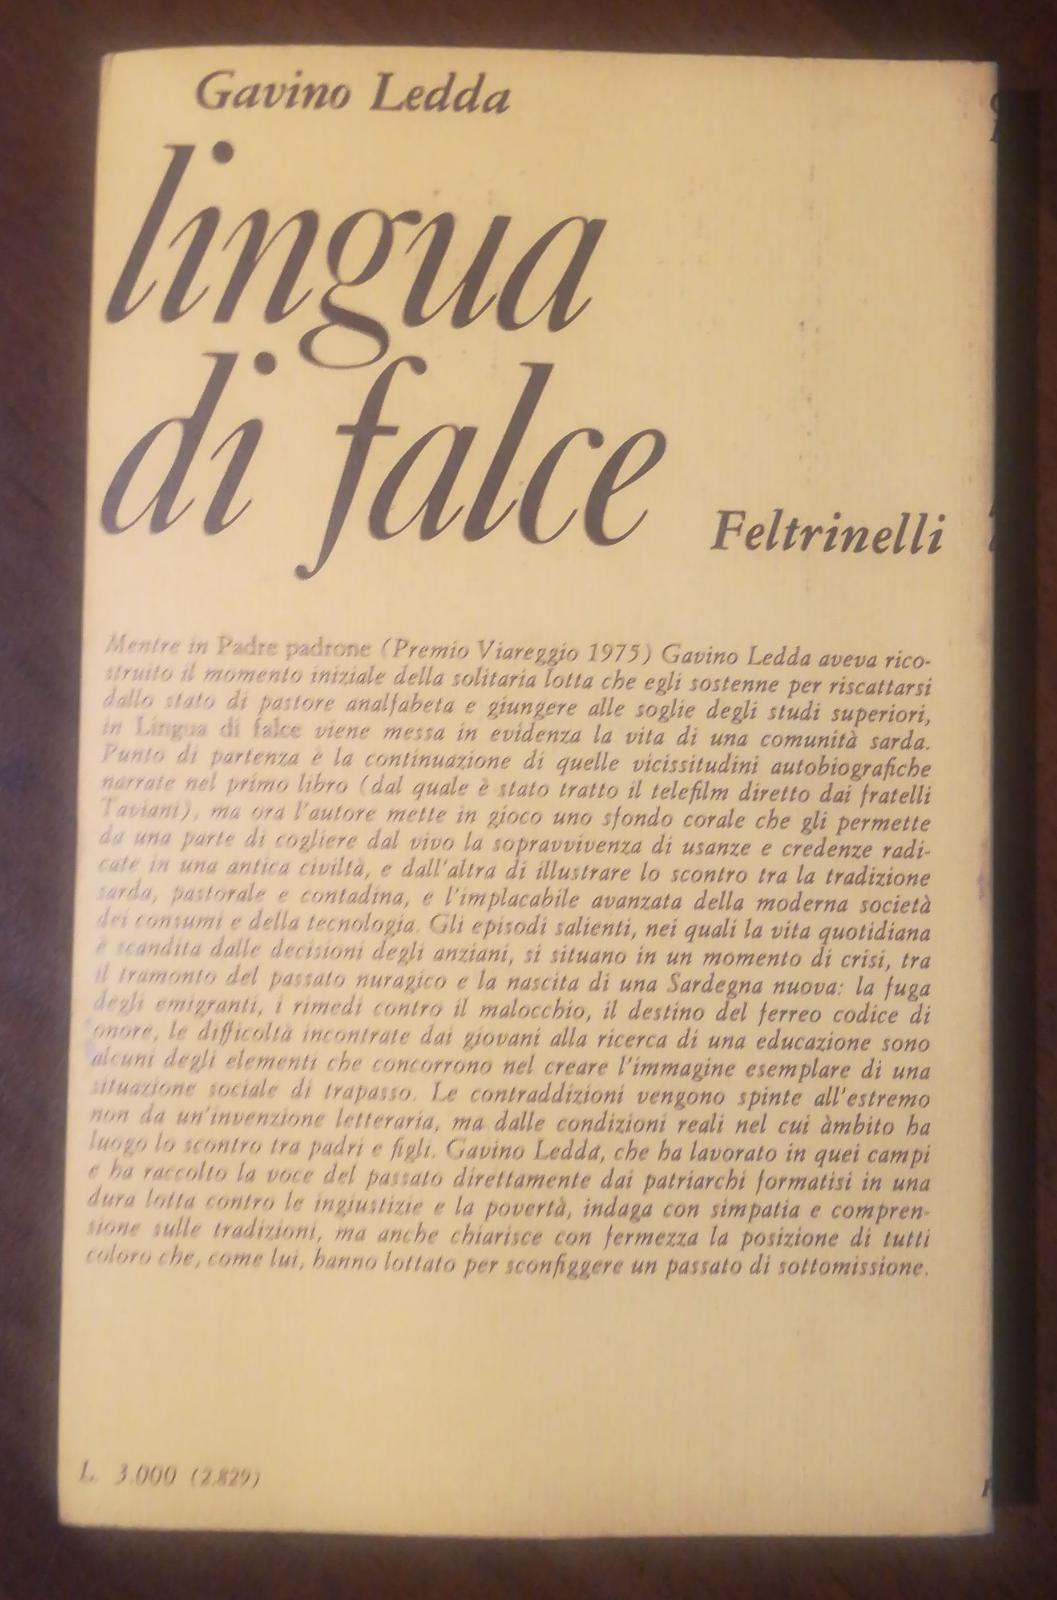 Gavino Ledda
lingua
di falce
Feltrinelli
Mentre in Padre padrone (Premio Viareggio 1975) Gavino Ledda aveva rico-
struito il momento iniziale della solitaria lotta che egli sostenne per riscattarsi
dallo stato di pastore analfabeta e giungere alle soglie degli studi superiori,
in Lingua di falce viene messa in evidenza la vita di una comunità sarda.
Punto di partenza è la continuazione di quelle vicissitudini autobiografiche
narrate nel primo libro (dal quale è stato tratto il telefilm diretto dai fratelli
Taviani), ma ora l'autore mette in gioco uno sfondo corale che gli permette
da una parte di cogliere dal vivo la sopravvivenza di usanze e credenze radi-
cate in una antica civiltà, e dall'altra di illustrare lo scontro tra la tradizione
sarda, pastorale e contadina, e l'implacabile avanzata della moderna società
dei consumi e della tecnologia. Gli episodi salienti, nei quali la vita quotidiana
è scandita dalle decisioni degli anziani, si situano in un momento di crisi, tra
il tramonto del passato nuragico e la nascita di una Sardegna nuova: la fuga
degli emigranti, i rimedi contro il malocchio, il destino del ferreo codice di
onore, le difficoltà incontrate dai giovani alla ricerca di una educazione sono
alcuni degli elementi che concorrono nel creare l'immagine esemplare di una
situazione sociale di trapasso. Le contraddizioni vengono spinte all'estremo
non da un'invenzione letteraria, ma dalle condizioni reali nel cui àmbito ha
luogo lo scontro tra padri e figli. Gavino Ledda, che ha lavorato in quei campi
e ha raccolto la voce del passato direttamente dai patriarchi formatisi in una
dura lotta contro le ingiustizie e la povertà, indaga con simpatia e compren-
sione sulle tradizioni, ma anche chiarisce con fermezza la posizione di tutti
coloro che, come lui, hanno lottato per sconfiggere un passato di sottomissione.
L. 3.000 (2.829)